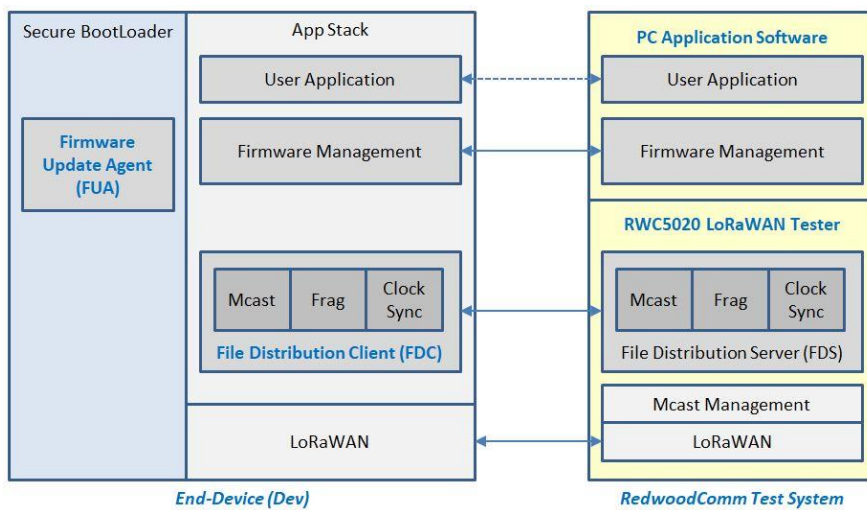 Secure BootLoader
Firmware
Update Agent
(FUA)
App Stack
User Application
Firmware Management
Mcast
Frag
Clock
Sync
File Distribution Client (FDC)
LoRaWAN
End-Device (Dev)
PC Application Software
User Application
Firmware Management
RWC5020 LoRaWAN Tester
Mcast
Frag
Clock
Sync
File Distribution Server (FDS)
Mcast Management
LoRaWAN
RedwoodComm Test System